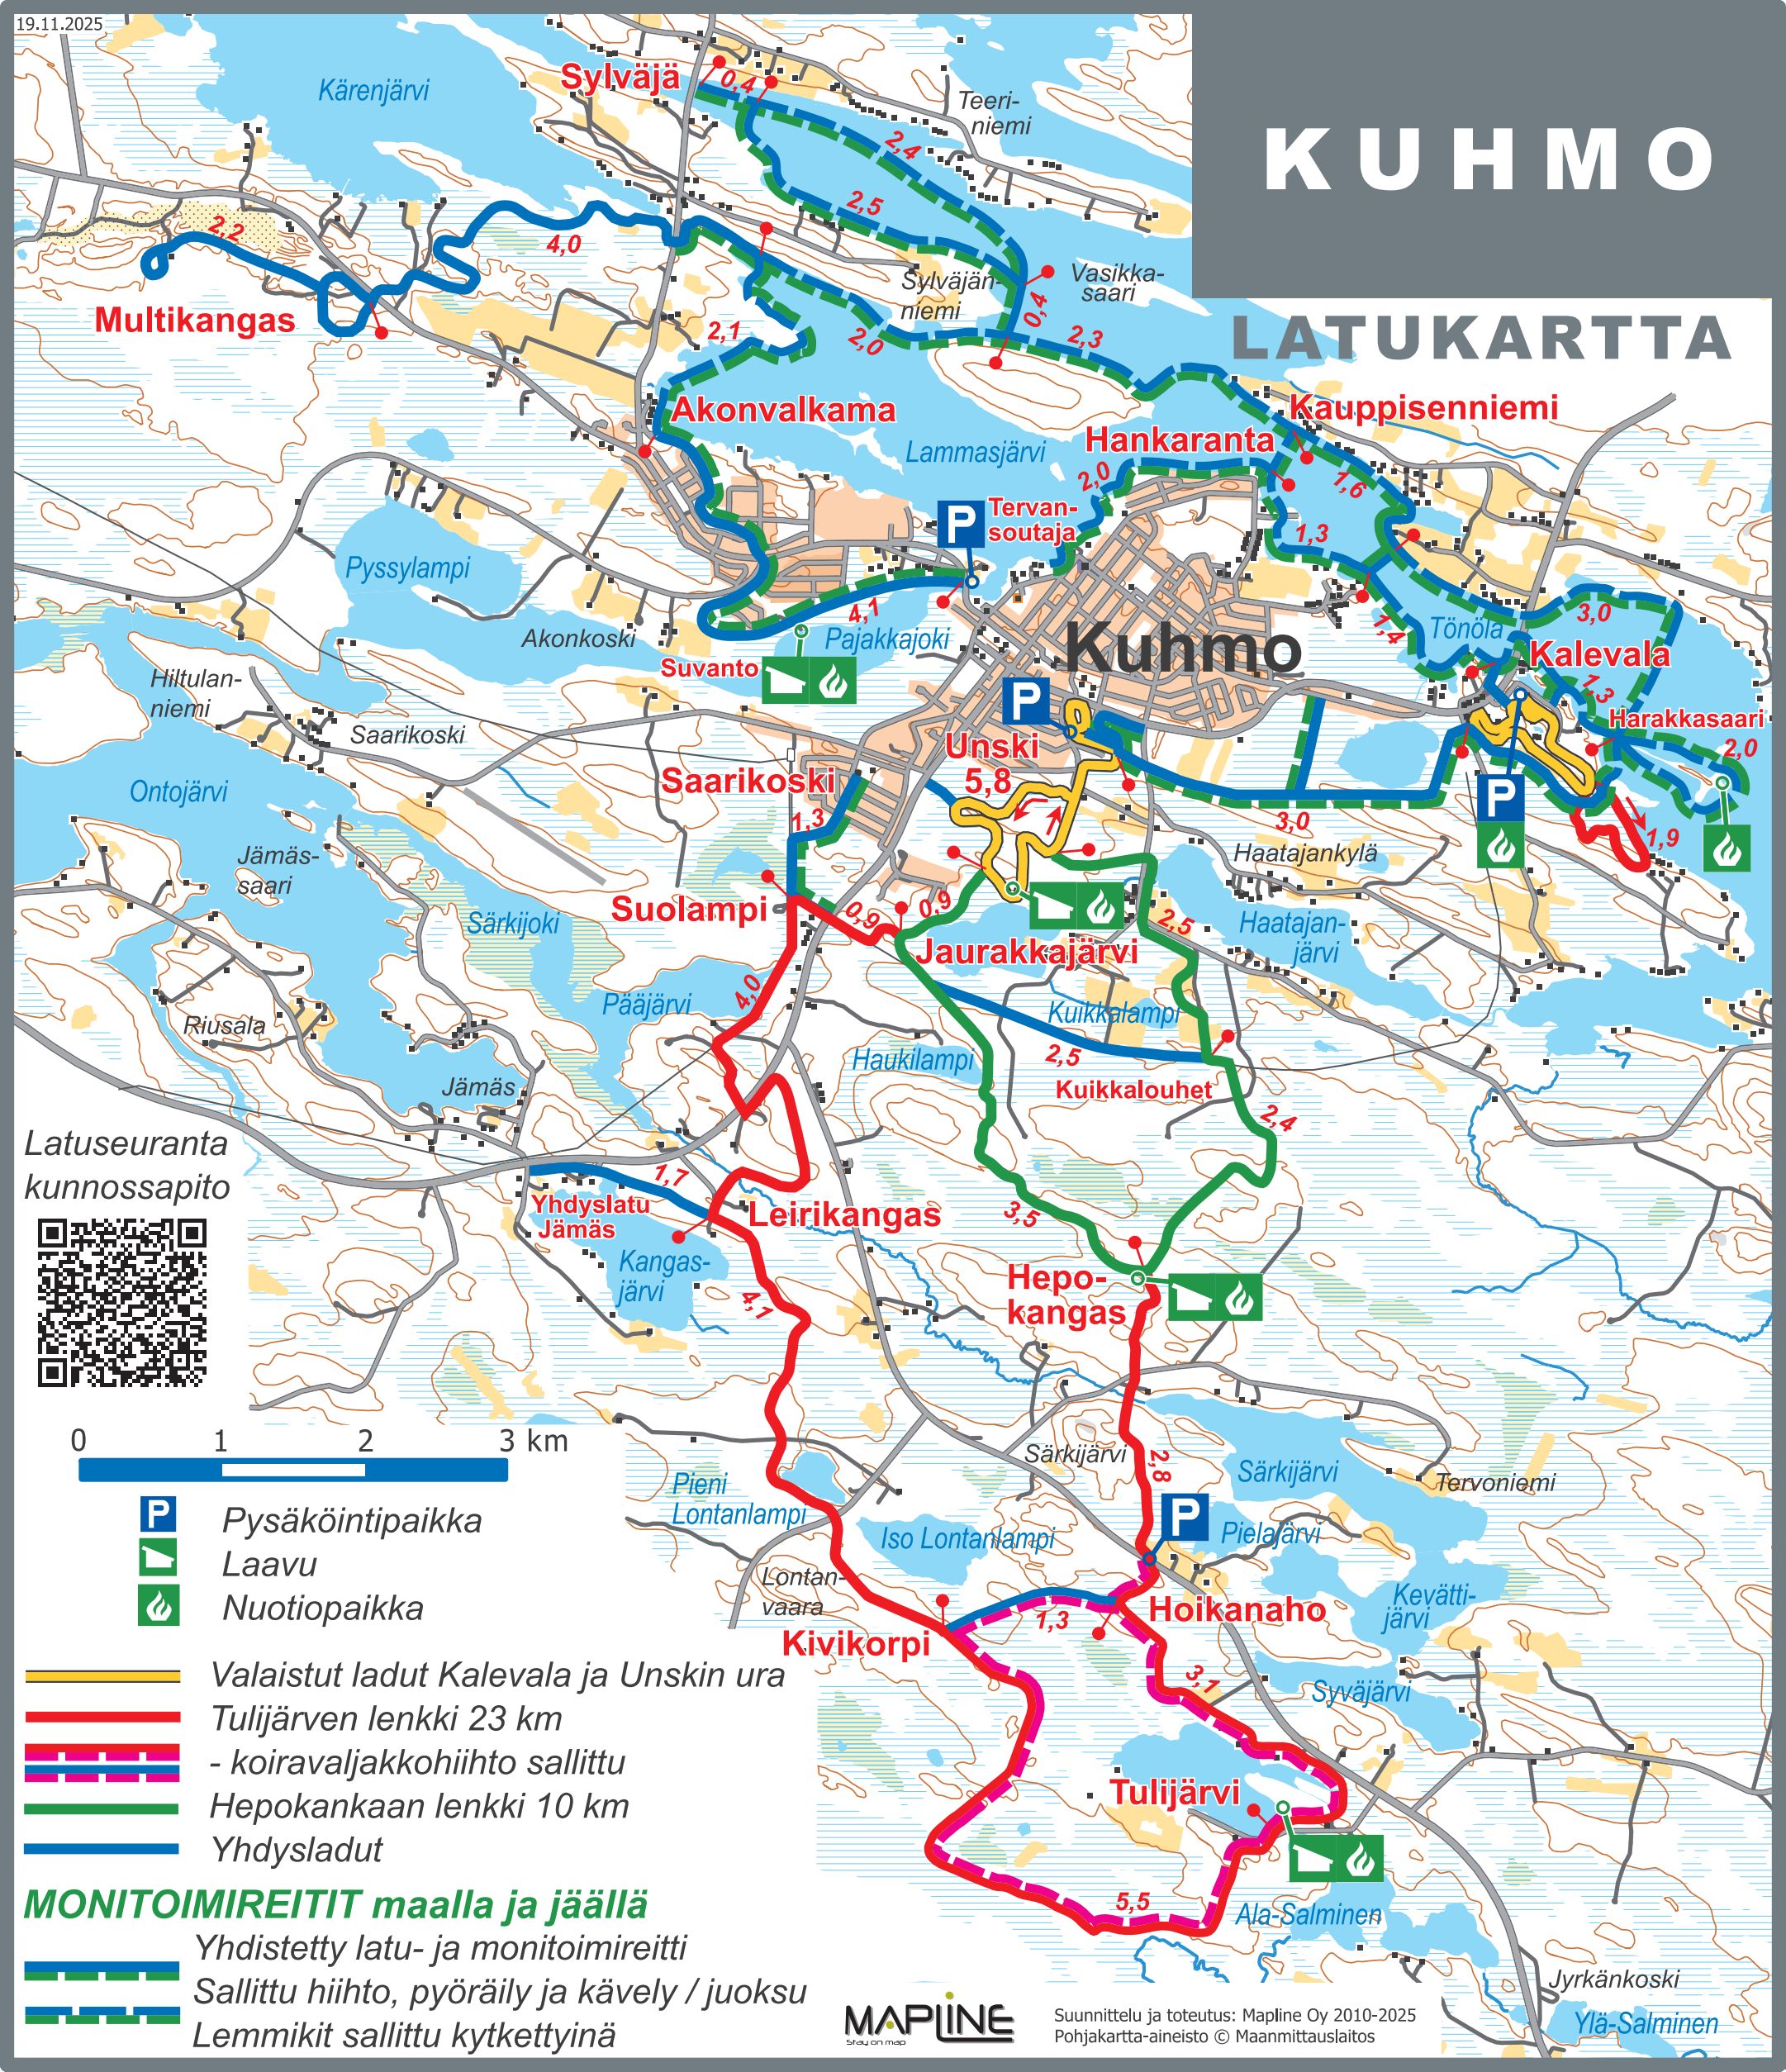 19.11.2025
KUHMO
LATUKARTTA
Kärenjärvi
Sylväjä
0,4
Teeri-
niemi
2,4
2,5
2,2
4,0
Sylväjän-
niemi
Vasikka-
saari
Multikangas
2,1
2,0
0,4
2,3
Akonvalkama
Kauppisenniemi
Lammasjärvi
Hankaranta
2,0
1,6
P
Tervan-
soutaja
1,3
Pyssylampi
4,1
3,0
Akonkoski
Pajakkajoki
Kuhmo
1,4
Tönölä
Kalevala
Suvanto
Hiltulan-
niemi
P
1,3
Harakkasaari
Saarikoski
Unski
5,8
2,0
Ontojärvi
Saarikoski
P
1,3
3,0
1,9
Jämäs-
saari
Haatajankylä
Särkijoki
Suolampi
0,9
0,9
2,5
Haatajan-
järvi
Jaurakkajärvi
4,0
Pääjärvi
Kuikkalampi
Riusala
Haukilampi
2,5
Jämäs
Kuikkalouhet
2,4
Latuseuranta
kunnossapito
1,7
Yhdyslatu
Jämäs
Leirikangas
3,5
Kangas-
järvi
Hepo-
kangas
4,1
0 1 2 3 km
Särkijärvi
2,8
Särkijärvi
Tervoniemi
Pieni
Lontanlampi
P
Pysäköintipaikka
Iso Lontanlampi
Pielajärvi
Laavu
Lontan-
vaara
Nuotiopaikka
Kevätti-
järvi
1,3
Hoikanaho
Kivikorpi
Valaistut ladut Kalevala ja Unskin ura
3,1
Syväjärvi
Tulijärven lenkki 23 km
- koiravaljakkohiihto sallittu
Tulijärvi
Hepokankaan lenkki 10 km
Yhdysladut
5,5
MONITOIMIREITIT maalla ja jäällä
Ala-Salminen
Yhdistetty latu- ja monitoimireitti
Sallittu hiihto, pyöräily ja kävely / juoksu
Lemmikit sallittu kytkettyinä
Jyrkänkoski
Ylä-Salminen
MAPLINE
Stay on map
Suunnittelu ja toteutus: Mapline Oy 2010-2025
Pohjakartta-aineisto © Maanmittauslaitos
P